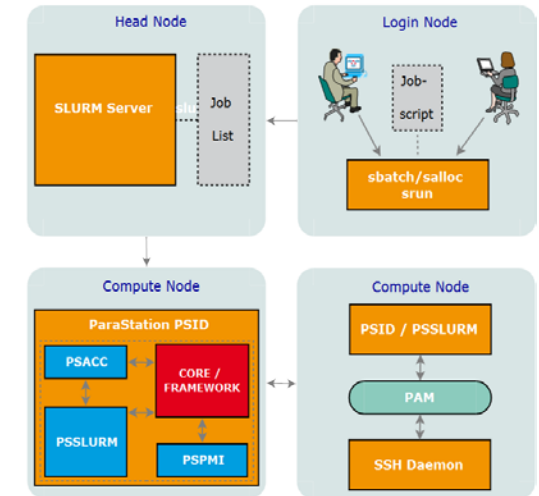 Head Node
SLURM Server
Job
List
Login Node
Job-
script
sbatch/salloc
srun
Compute Node
ParaStation PSID
PSACC
CORE /
FRAMEWORK
PSSLURM
PSPMI
Compute Node
PSID / PSSLURM
PAM
SSH Daemon